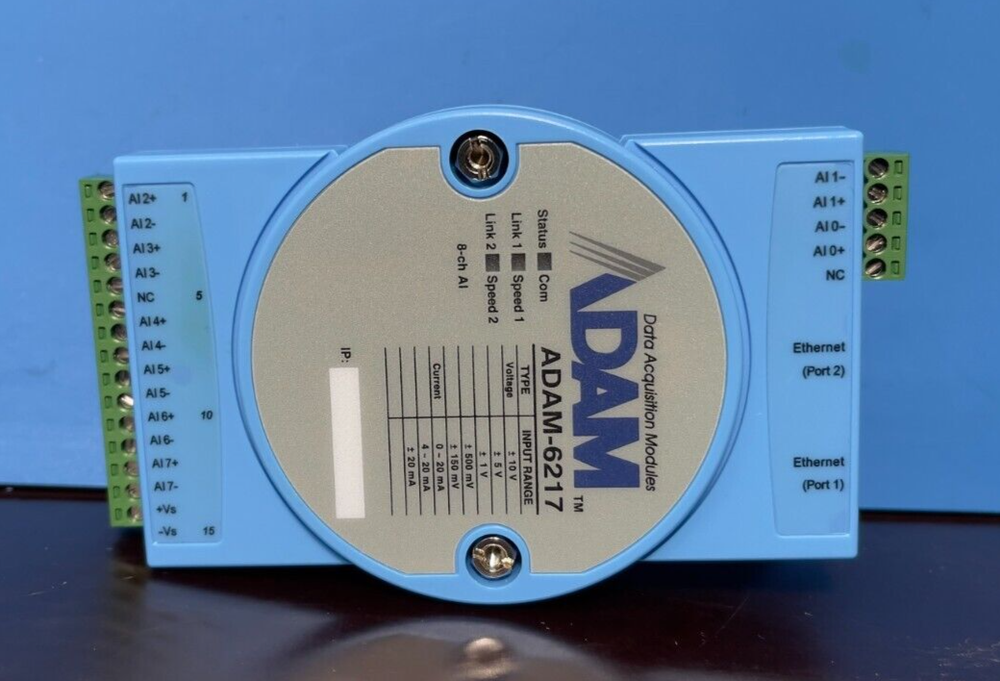 AI 2+ 1
AI 2-
AI 3+
AI 3-
NC 5
AI 4+
AI 4-
AI 5+
AI 5-
AI 6+ 10
AI 6-
AI 7+
AI 7-
+Vs
-Vs 15
ADAM™
Data Acquisition Modules
ADAM-6217
Status Com
Link 1 Speed 1
Link 2 Speed 2
8-ch AI
TYPE INPUT RANGE
Voltage ± 10 V
± 5 V
± 1 V
± 500 mV
± 150 mV
Current 0 ~ 20 mA
4 ~ 20 mA
± 20 mA
IP:
AI 1-
AI 1+
AI 0-
AI 0+
NC
Ethernet
(Port 2)
Ethernet
(Port 1)